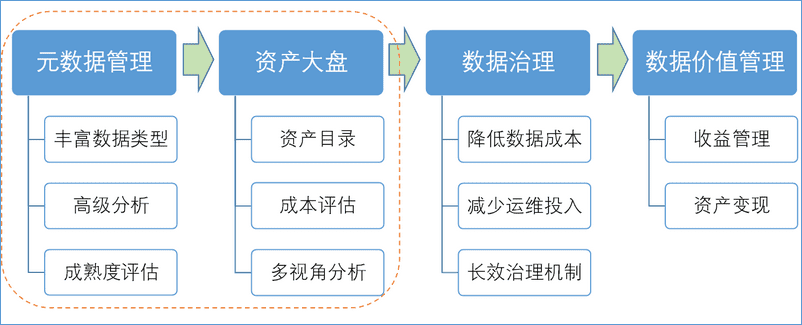 元数据管理
资产大盘
数据治理
数据价值管理
丰富数据类型
资产目录
降低数据成本
收益管理
高级分析
成本评估
减少运维投入
资产变现
成熟度评估
多视角分析
长效治理机制